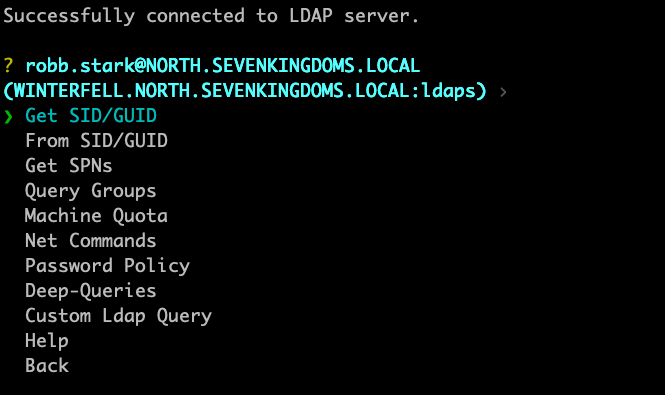 Successfully connected to LDAP server.
? robb.stark@NORTH.SEVENKINGDOMS.LOCAL
(WINTERFELL.NORTH.SEVENKINGDOMS.LOCAL:ldaps) ›
❯ Get SID/GUID
From SID/GUID
Get SPNs
Query Groups
Machine Quota
Net Commands
Password Policy
Deep-Queries
Custom Ldap Query
Help
Back